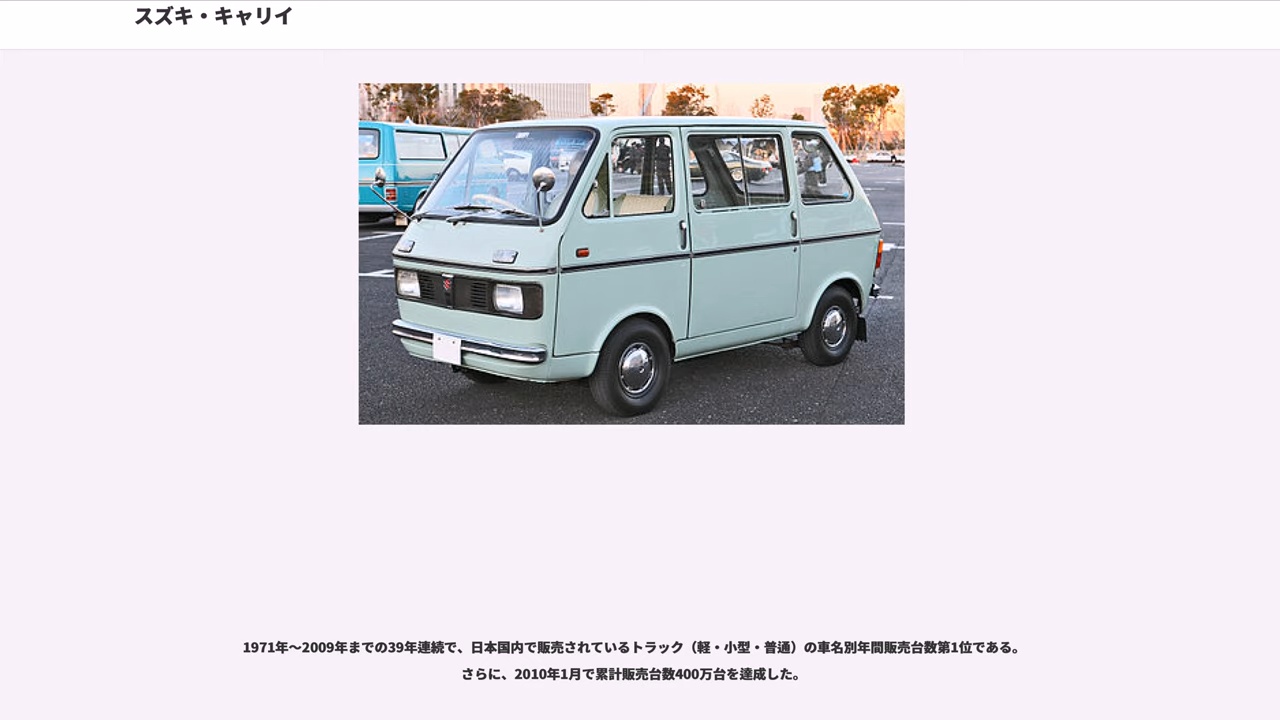 スズキ・キャリイ
1971年〜2009年までの39年連続で、日本国内で販売されているトラック（軽・小型・普通）の車名別年間販売台数第1位である。
さらに、2010年1月で累計販売台数400万台を達成した。